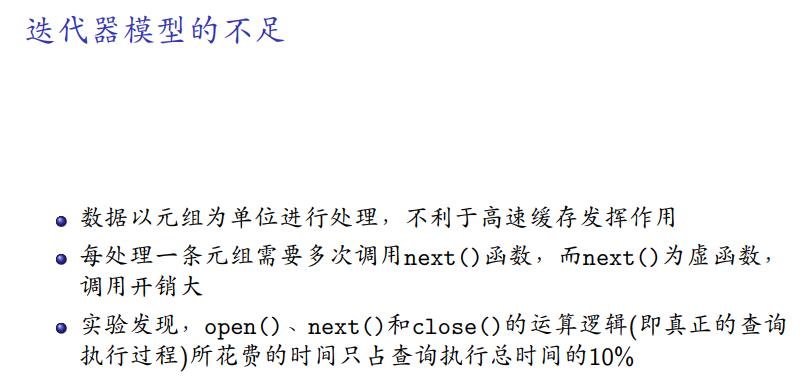 迭代器模型的不足
数据以元组为单位进行处理，不利于高速缓存发挥作用
每处理一条元组需要多次调用next()函数，而next()为虚函数，
调用开销大
实验发现，open()、next()和close()的运算逻辑(即真正的查询
执行过程)所花费的时间只占查询执行总时间的10%